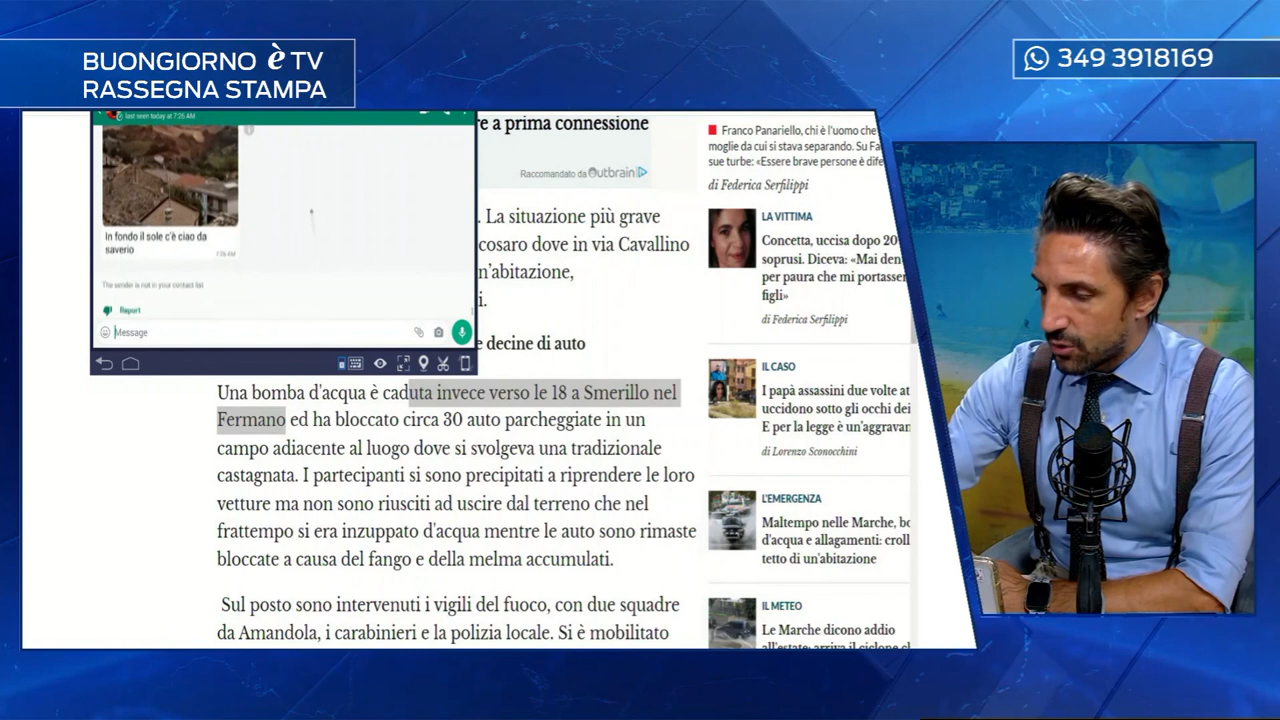 BUONGIORNO è TV
RASSEGNA STAMPA
349 3918169
last seen today at 7:26 AM
In fondo il sole c'è ciao da
saverio
7:26 AM
The sender is not in your contact list
Report
Message
e a prima connessione
Raccomandato da Outbrain
. La situazione più grave
cosaro dove in via Cavallino
n'abitazione,
i.
e decine di auto
Una bomba d'acqua è caduta invece verso le 18 a Smerillo nel
Fermano ed ha bloccato circa 30 auto parcheggiate in un
campo adiacente al luogo dove si svolgeva una tradizionale
castagnata. I partecipanti si sono precipitati a riprendere le loro
vetture ma non sono riusciti ad uscire dal terreno che nel
frattempo si era inzuppato d'acqua mentre le auto sono rimaste
bloccate a causa del fango e della melma accumulati.
Sul posto sono intervenuti i vigili del fuoco, con due squadre
da Amandola, i carabinieri e la polizia locale. Si è mobilitato
Franco Panariello, chi è l'uomo che
moglie da cui si stava separando. Su Fa
sue turbe: «Essere brave persone è dife
di Federica Serfilippi
LA VITTIMA
Concetta, uccisa dopo 20
soprusi. Diceva: «Mai den
per paura che mi portasser
figli»
di Federica Serfilippi
IL CASO
I papà assassini due volte at
uccidono sotto gli occhi dei
E per la legge è un'aggravan
di Lorenzo Sconocchini
L'EMERGENZA
Maltempo nelle Marche, bo
d'acqua e allagamenti: croll
tetto di un'abitazione
IL METEO
Le Marche dicono addio
all'estate: arriva il ciclone c